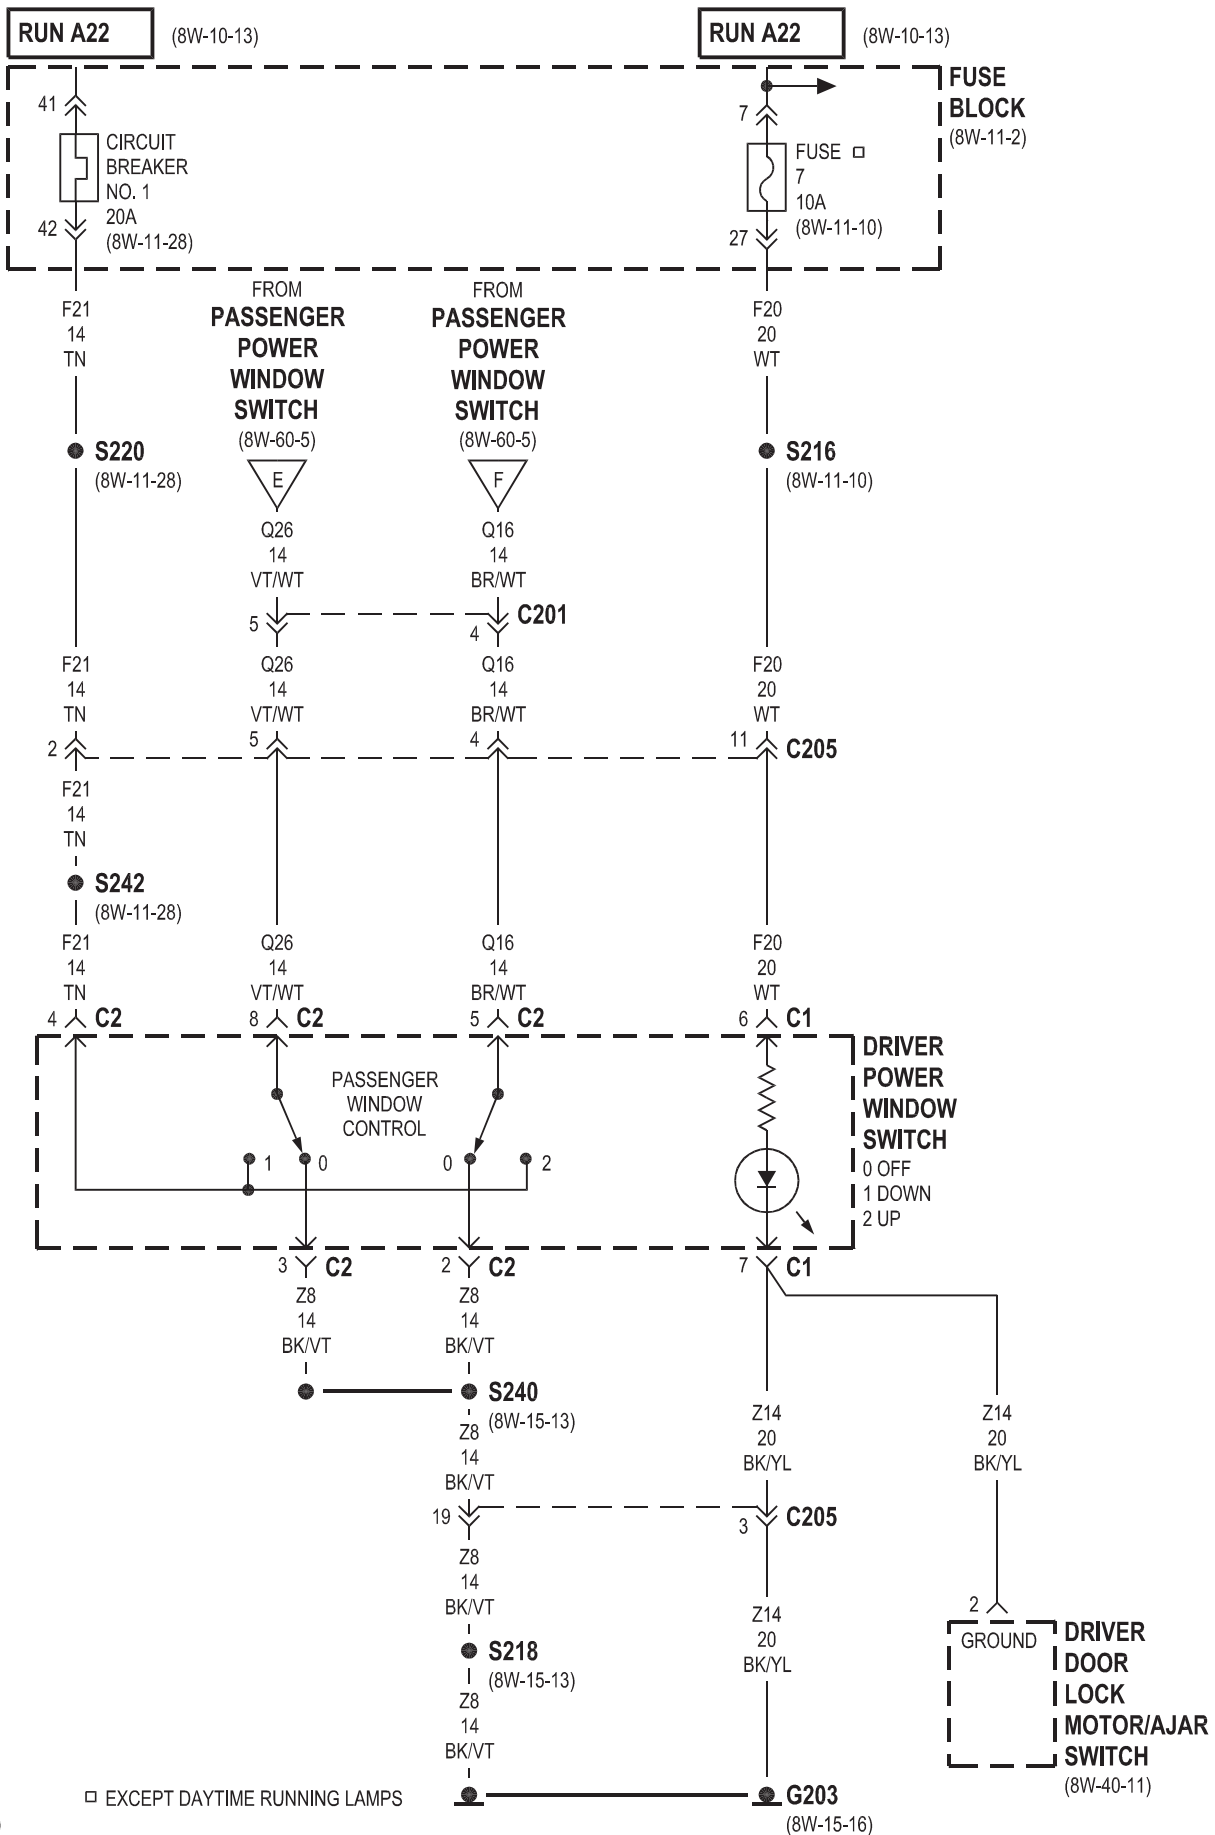 RUN A22 (8W-10-13)
RUN A22 (8W-10-13)
FUSE
BLOCK
(8W-11-2)
41
CIRCUIT
BREAKER
NO. 1
20A
(8W-11-28)
42
7
FUSE
7
10A
(8W-11-10)
27
F21
14
TN
FROM
PASSENGER
POWER
WINDOW
SWITCH
(8W-60-5)
E
FROM
PASSENGER
POWER
WINDOW
SWITCH
(8W-60-5)
F
F20
20
WT
S220
(8W-11-28)
S216
(8W-11-10)
Q26
14
VT/WT
Q16
14
BR/WT
5
4
C201
F21
14
TN
Q26
14
VT/WT
Q16
14
BR/WT
F20
20
WT
2
5
4
11
C205
F21
14
TN
S242
(8W-11-28)
F21
14
TN
Q26
14
VT/WT
Q16
14
BR/WT
F20
20
WT
4 C2
8 C2
5 C2
6 C1
PASSENGER
WINDOW
CONTROL
1 0
0 2
DRIVER
POWER
WINDOW
SWITCH
0 OFF
1 DOWN
2 UP
3 C2
2 C2
7 C1
Z8
14
BK/VT
Z8
14
BK/VT
S240
(8W-15-13)
Z8
14
BK/VT
Z14
20
BK/YL
Z14
20
BK/YL
19
3
C205
Z8
14
BK/VT
Z14
20
BK/YL
2
GROUND
DRIVER
DOOR
LOCK
MOTOR/AJAR
SWITCH
(8W-40-11)
S218
(8W-15-13)
Z8
14
BK/VT
EXCEPT DAYTIME RUNNING LAMPS
G203
(8W-15-16)